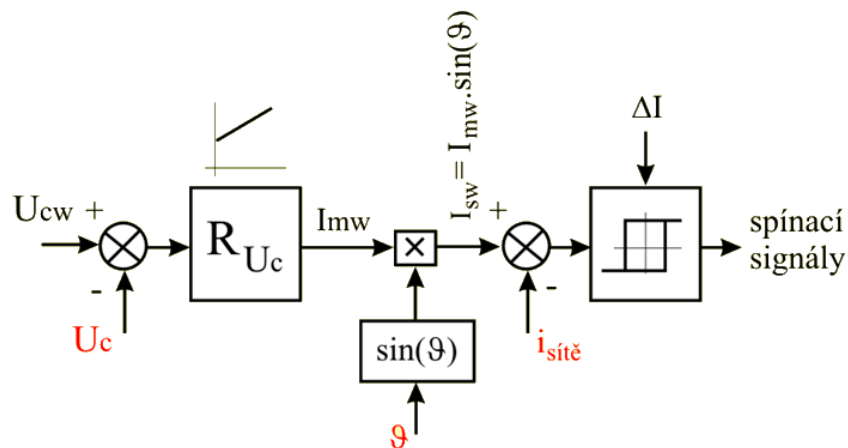 I_sw = I_mw.sin(ϑ)
ΔI
Ucw +
R_Uc
Imw
×
+
spínací
signály
-
Uc
sin(ϑ)
-
i_sítě
ϑ